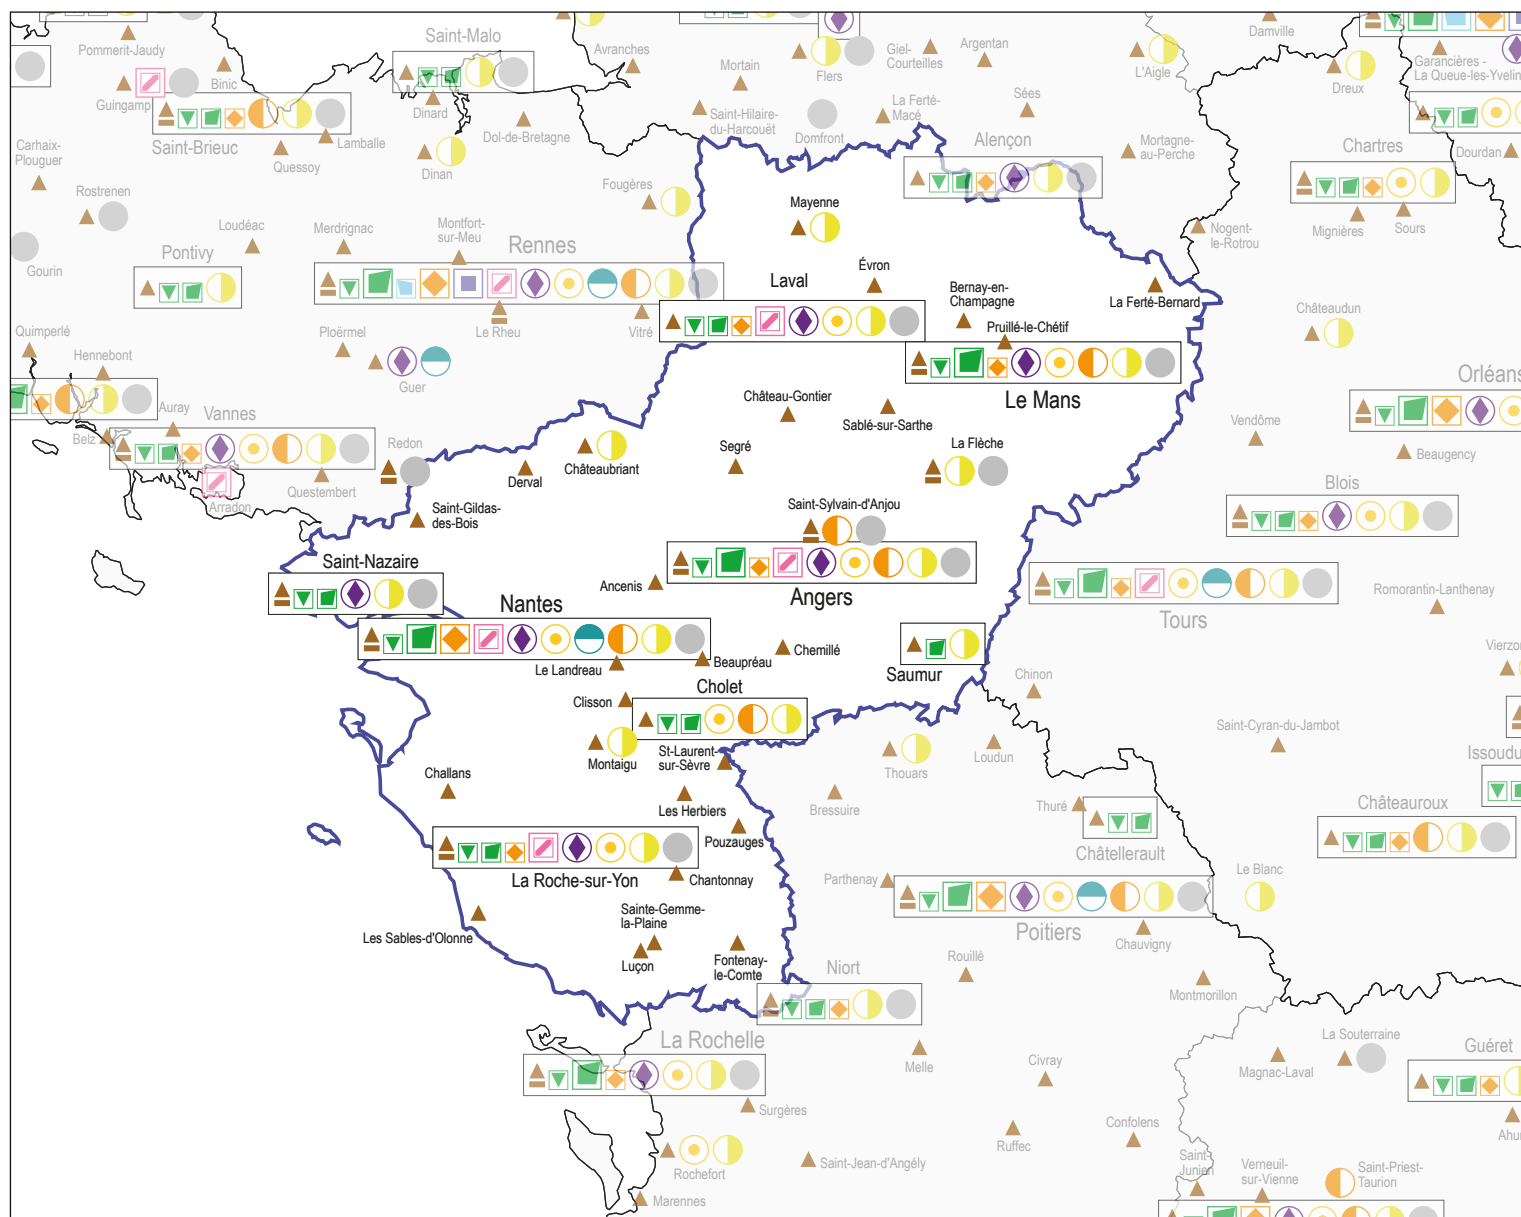 Saint-Malo
Pommerit-Jaudy
Avranches
Giel-
Courteilles
Argentan
Damville
Mortain
Flers
L'Aigle
Garancières -
La Queue-les-Yvelin
Binic
Guingamp
Dreux
Dinard
Saint-Hilaire-
du-Harcouët
Domfront
La Ferté-
Macé
Sées
Dol-de-Bretagne
Lamballe
Saint-Brieuc
Quessoy
Carhaix-
Plouguer
Alençon
Mortagne-
au-Perche
Chartres
Dourdan
Dinan
Fougères
Rostrenen
Mayenne
Loudéac
Merdrignac
Montfort-
sur-Meu
Rennes
Nogent-
le-Rotrou
Mignières
Sours
Pontivy
Gourin
Évron
Laval
Bernay-en-
Champagne
La Ferté-Bernard
Châteaudun
Quimperlé
Ploërmel
Le Rheu
Vitré
Pruillé-le-Chétif
Hennebont
Guer
Orléans
Le Mans
Château-Gontier
Sablé-sur-Sarthe
Auray
Vannes
Belz
Vendôme
Redon
Segré
La Flèche
Beaugency
Châteaubriant
Derval
Questembert
Arradon
Blois
Saint-Gildas-
des-Bois
Saint-Sylvain-d'Anjou
Saint-Nazaire
Ancenis
Angers
Romorantin-Lanthenay
Nantes
Tours
Le Landreau
Beaupréau
Chemillé
Saumur
Vierzo
Chinon
Cholet
Clisson
Saint-Cyran-du-Jambot
St-Laurent-
sur-Sèvre
Montaigu
Thouars
Loudun
Issoudu
Challans
Les Herbiers
Bressuire
Thuré
Châteauroux
Pouzauges
Châtellerault
La Roche-sur-Yon
Chantonnay
Parthenay
Le Blanc
Sainte-Gemme-
la-Plaine
Les Sables-d'Olonne
Luçon
Fontenay-
le-Comte
Poitiers
Chauvigny
Niort
Rouillé
Montmorillon
La Rochelle
La Souterraine
Guéret
Melle
Civray
Magnac-Laval
Surgères
Ruffec
Confolens
Ahu
Rochefort
Saint-Jean-d'Angély
Saint-
Junien
Verneuil-
sur-Vienne
Saint-Priest-
Taurion
Marennes